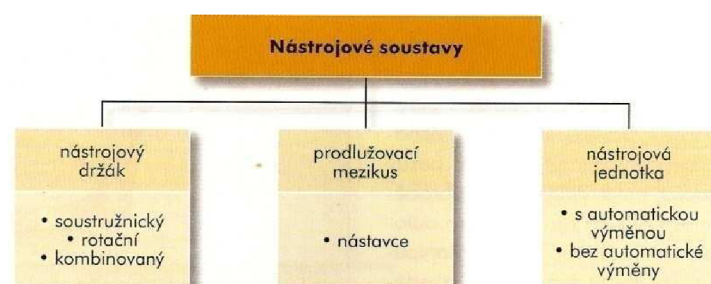 Nástrojové soustavy
nástrojový
držák
• soustružnický
• rotační
• kombinovaný
prodlužovací
mezikus
• nástavce
nástrojová
jednotka
• s automatickou
výměnou
• bez automatické
výměny